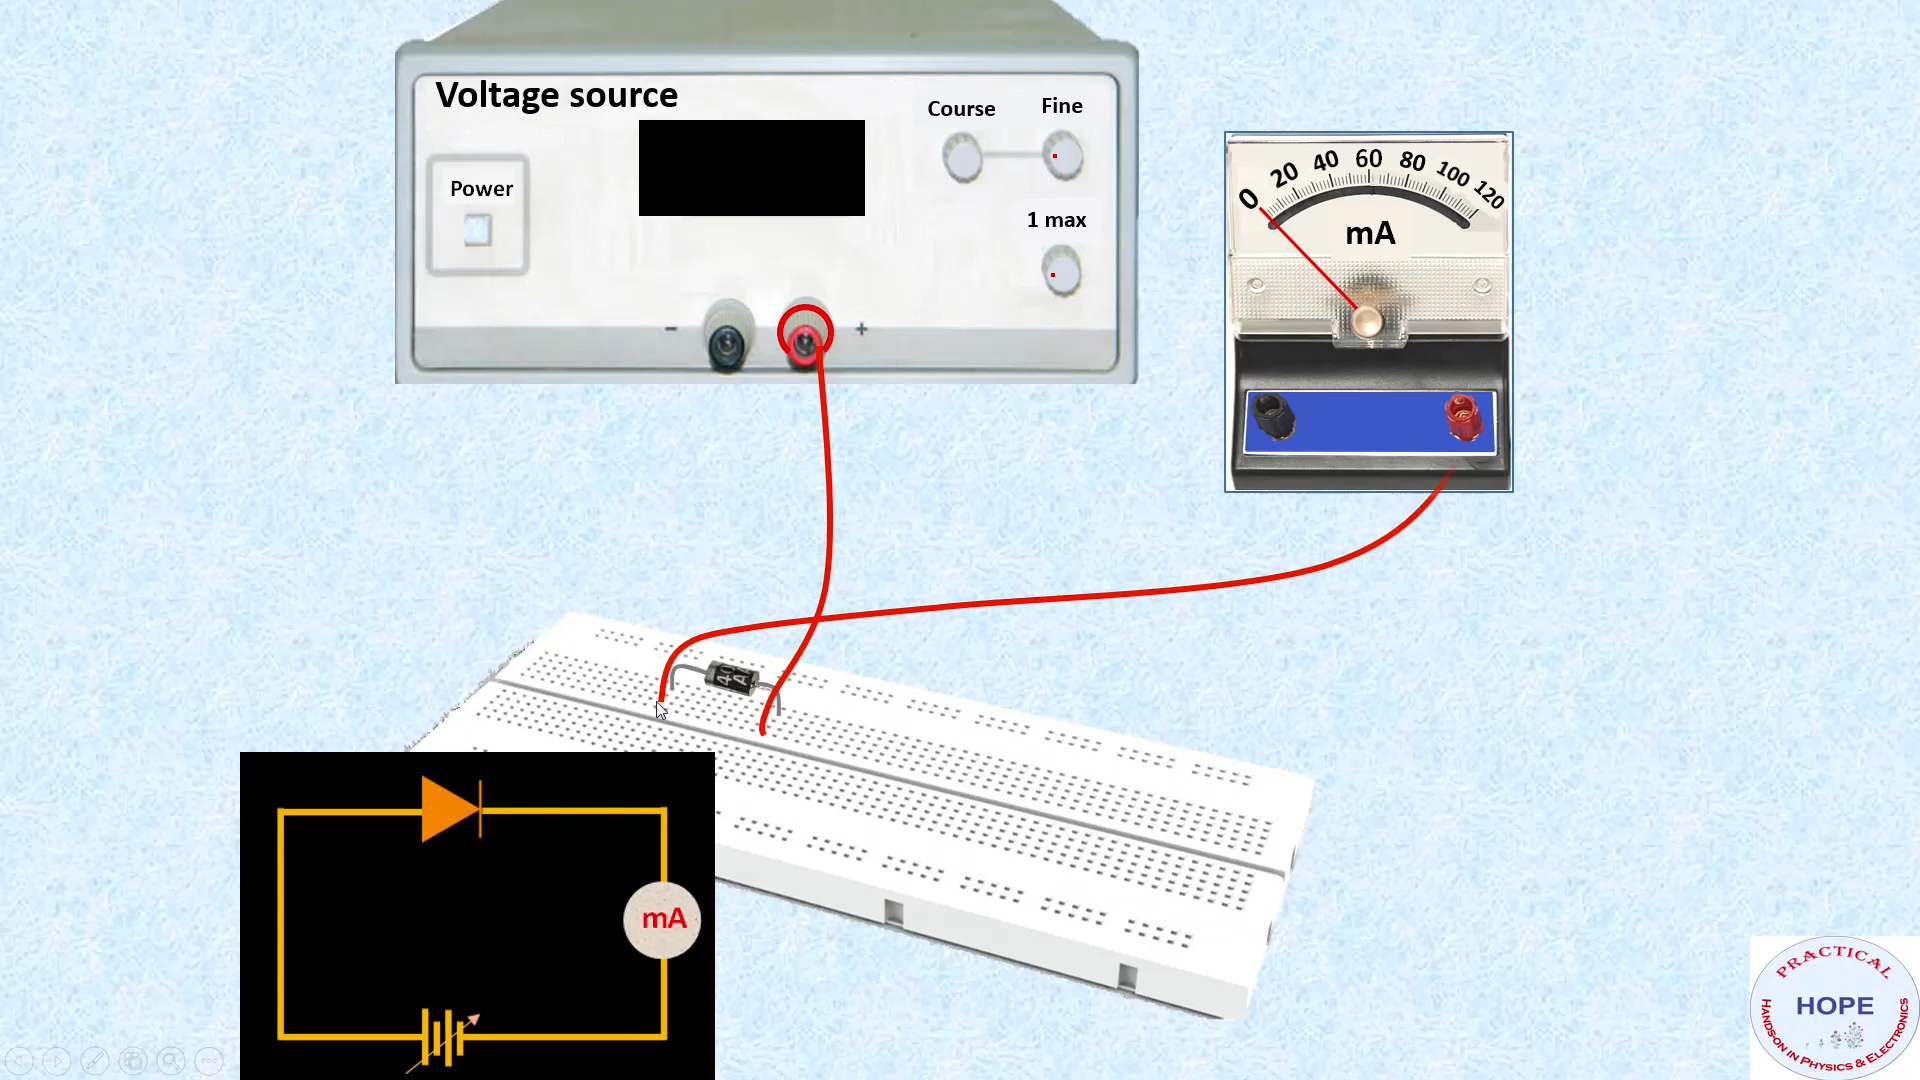 Voltage source
Course
Fine
Power
1 max
-
+
0
20
40
60
80
100
120
mA
40
A
mA
PRACTICAL
HOPE
HANDSON IN PHYSICS & ELECTRONICS